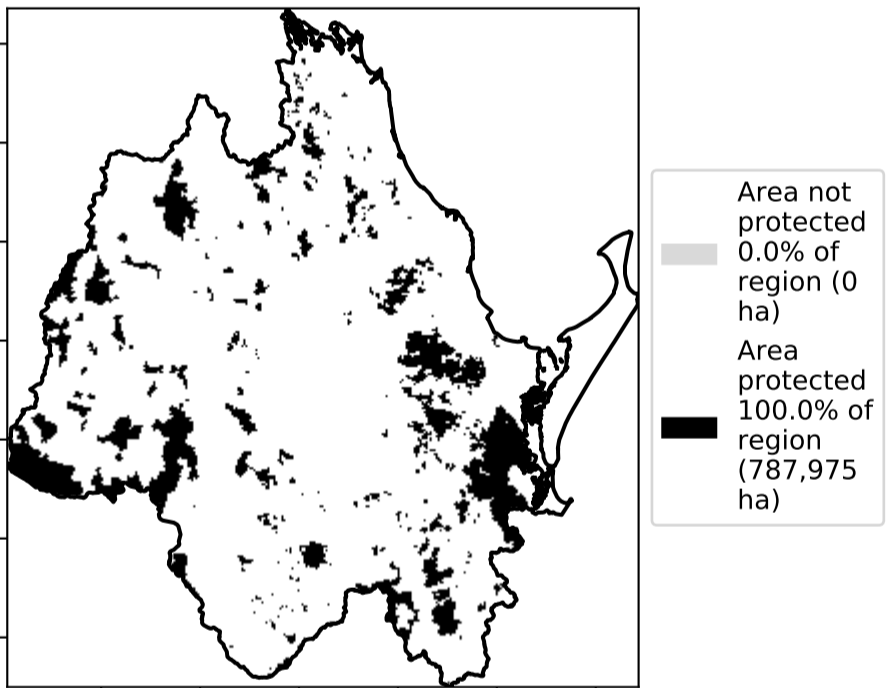 Area not
protected
0.0% of
region (0
ha)
Area
protected
100.0% of
region
(787,975
ha)